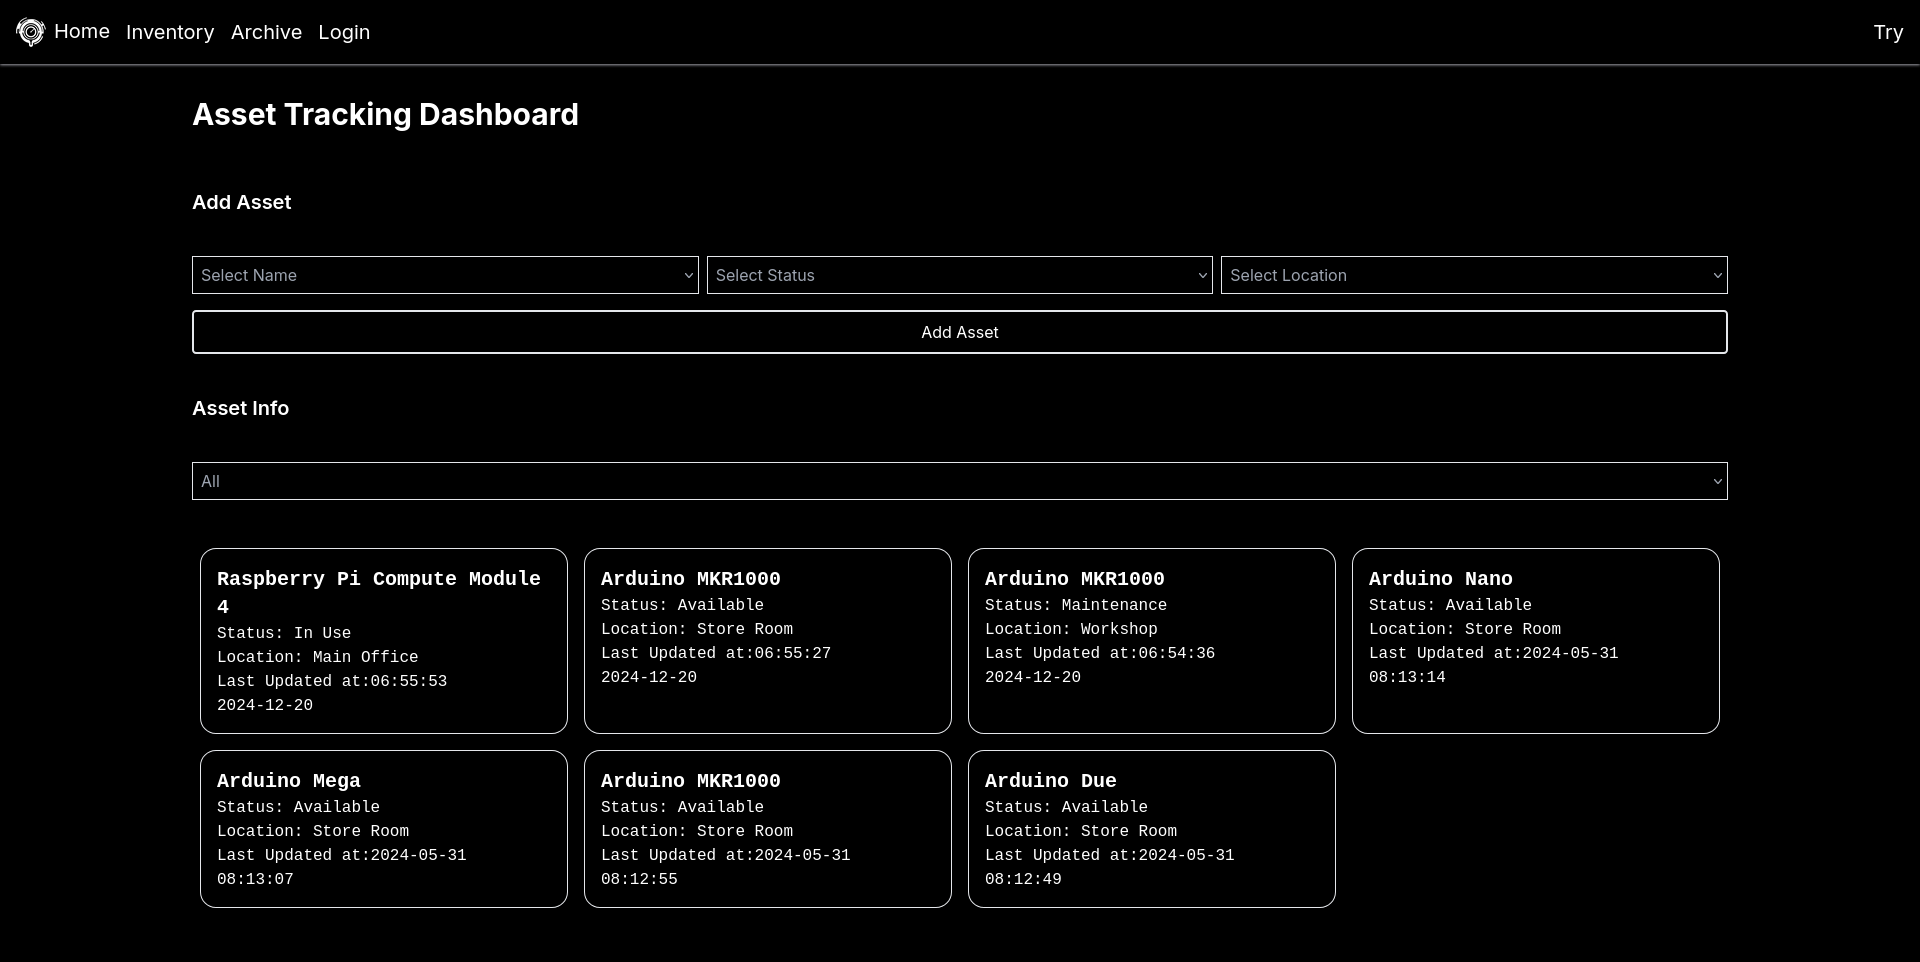 Home Inventory Archive Login Try
Asset Tracking Dashboard
Add Asset
Select Name Select Status Select Location
Add Asset
Asset Info
All
Raspberry Pi Compute Module
4
Status: In Use
Location: Main Office
Last Updated at:06:55:53
2024-12-20
Arduino MKR1000
Status: Available
Location: Store Room
Last Updated at:06:55:27
2024-12-20
Arduino MKR1000
Status: Maintenance
Location: Workshop
Last Updated at:06:54:36
2024-12-20
Arduino Nano
Status: Available
Location: Store Room
Last Updated at:2024-05-31
08:13:14
Arduino Mega
Status: Available
Location: Store Room
Last Updated at:2024-05-31
08:13:07
Arduino MKR1000
Status: Available
Location: Store Room
Last Updated at:2024-05-31
08:12:55
Arduino Due
Status: Available
Location: Store Room
Last Updated at:2024-05-31
08:12:49